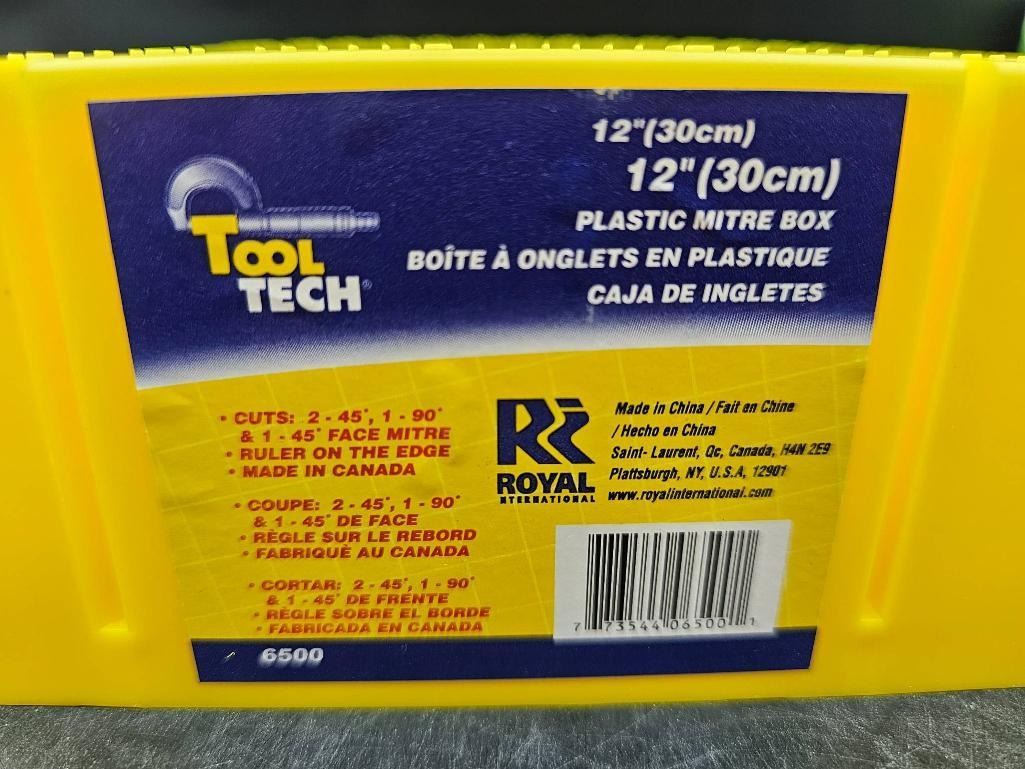 12"(30cm)
12"(30cm)
PLASTIC MITRE BOX
BOÎTE À ONGLETS EN PLASTIQUE
CAJA DE INGLETES
TOOL
TECH®
• CUTS: 2 - 45°, 1 - 90°
& 1 - 45° FACE MITRE
• RULER ON THE EDGE
• MADE IN CANADA
• COUPE: 2 - 45°, 1 - 90°
& 1 - 45° DE FACE
• RÈGLE SUR LE REBORD
• FABRIQUÈ AU CANADA
• CORTAR: 2 - 45°, 1 - 90°
& 1 - 45° DE FRENTE
• RÈGLE SOBRE EL BORDE
• FABRICADA EN CANADA
6500
ROYAL
INTERNATIONAL
Made in China / Fait en Chine
/ Hecho en China
Saint- Laurent, Qc, Canada, H4N 2E9
Plattsburgh, NY, U.S.A, 12901
www.royalinternational.com
7 73544 06500 1